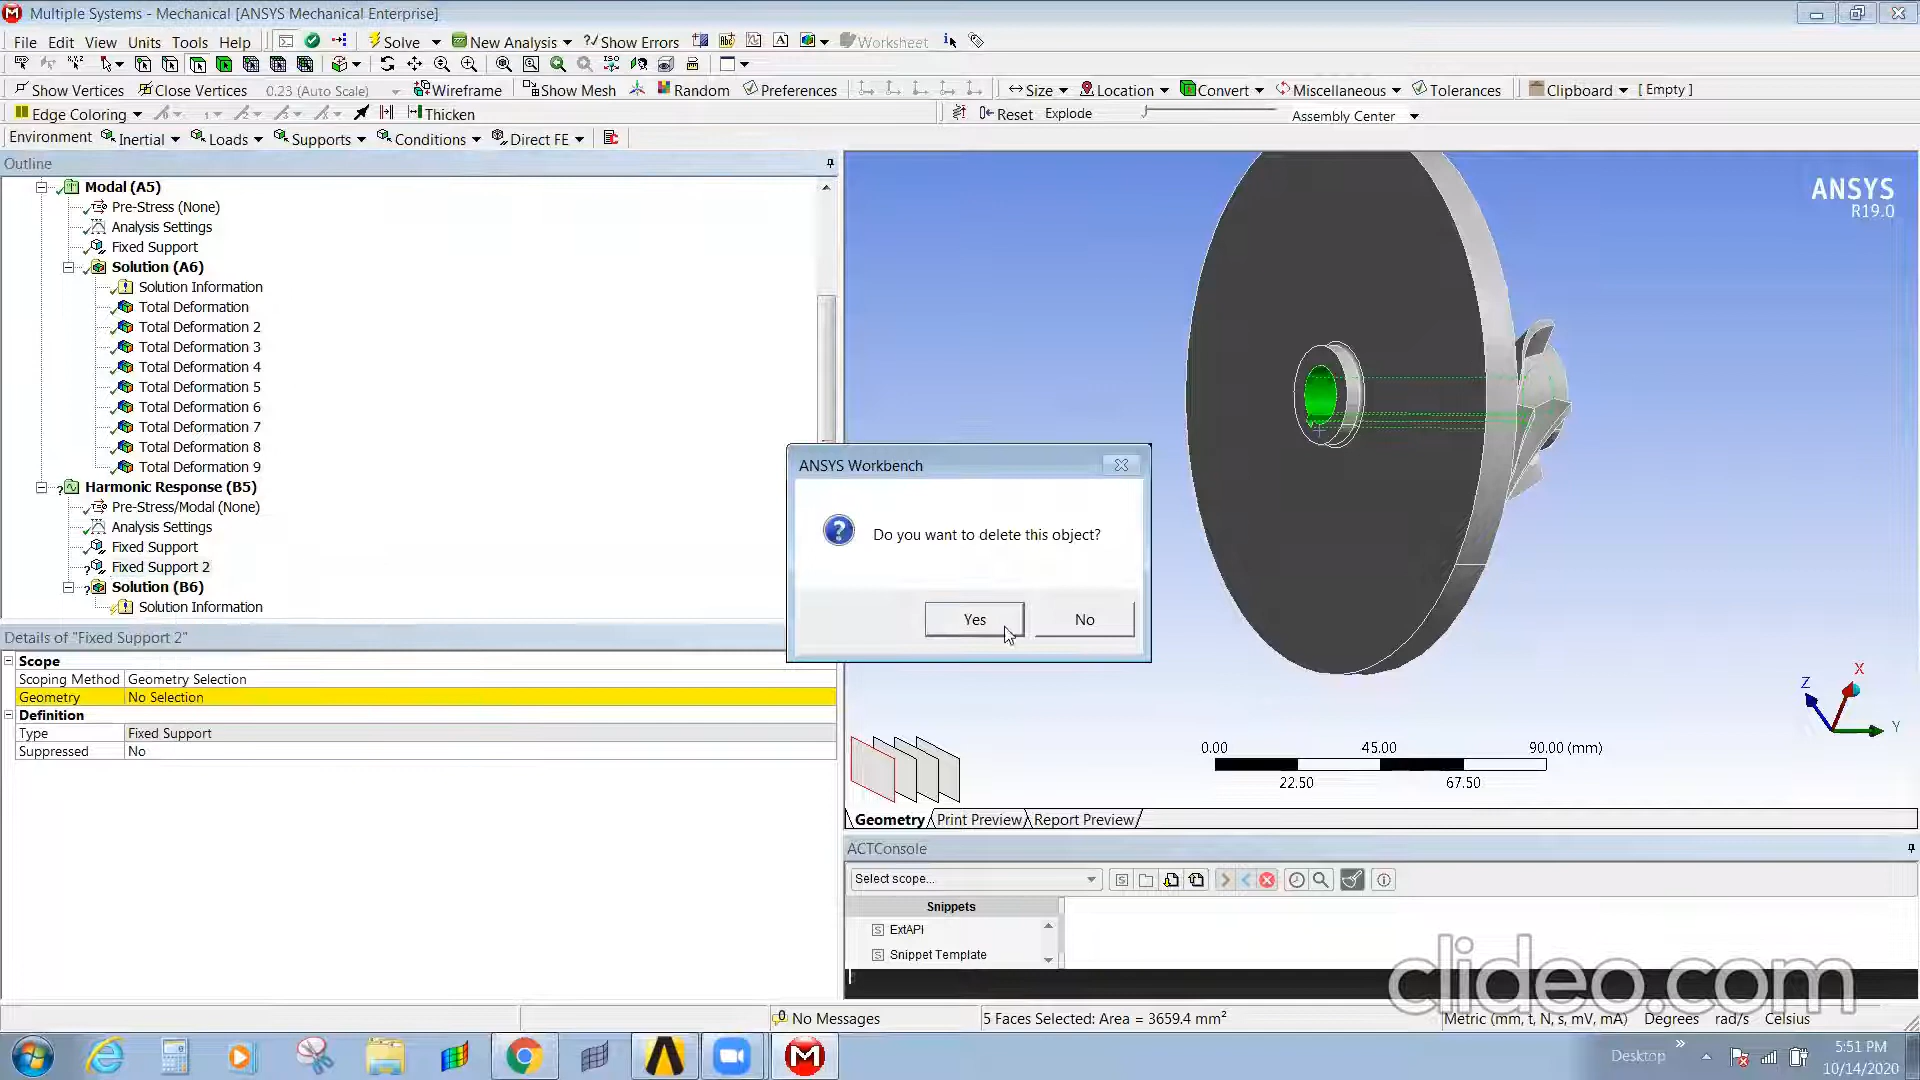 Multiple Systems - Mechanical [ANSYS Mechanical Enterprise]
File Edit View Units Tools Help Solve New Analysis ?/Show Errors Worksheet
Show Vertices Close Vertices 0.23 (Auto Scale) Wireframe Show Mesh Random Preferences Size Location Convert Miscellaneous Tolerances Clipboard [ Empty ]
Edge Coloring Thicken Reset Explode Assembly Center
Environment Inertial Loads Supports Conditions Direct FE
Outline
Modal (A5)
Pre-Stress (None)
Analysis Settings
Fixed Support
Solution (A6)
Solution Information
Total Deformation
Total Deformation 2
Total Deformation 3
Total Deformation 4
Total Deformation 5
Total Deformation 6
Total Deformation 7
Total Deformation 8
Total Deformation 9
Harmonic Response (B5)
Pre-Stress/Modal (None)
Analysis Settings
Fixed Support
Fixed Support 2
Solution (B6)
Solution Information
Details of "Fixed Support 2"
Scope
Scoping Method Geometry Selection
Geometry No Selection
Definition
Type Fixed Support
Suppressed No
ANSYS
R19.0
ANSYS Workbench
Do you want to delete this object?
Yes No
X
Z
Y
0.00 45.00 90.00 (mm)
22.50 67.50
Geometry Print Preview Report Preview
ACTConsole
Select scope...
Snippets
ExtAPI
Snippet Template
clideo.com
No Messages 5 Faces Selected: Area = 3659.4 mm² Metric (mm, t, N, s, mV, mA) Degrees rad/s Celsius
Desktop
5:51 PM
10/14/2020